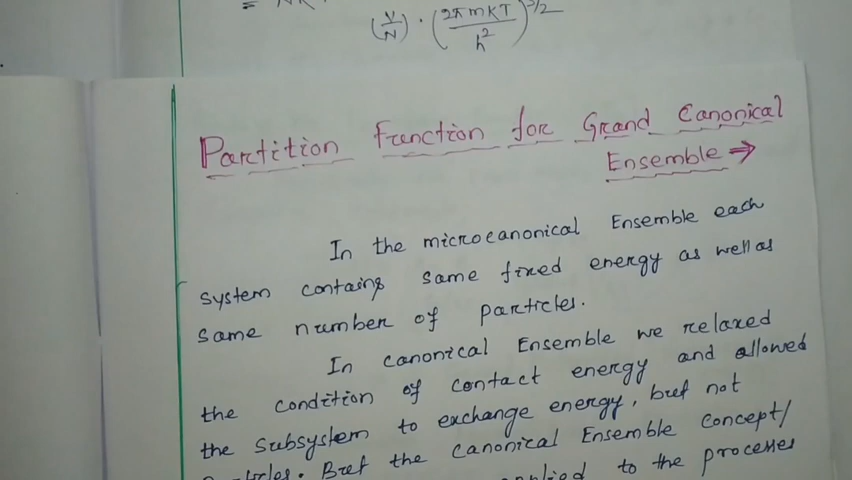 (V/N) · (2πmKT/h²)^3/2
Partition Function for Grand Canonical
Ensemble ⇒
In the microcanonical Ensemble each
system containg same fixed energy as well as
same number of particles.
In canonical Ensemble we relaxed
the condition of contact energy and allowed
the subsystem to exchange energy, but not
But the canonical Ensemble concept/
to the processes